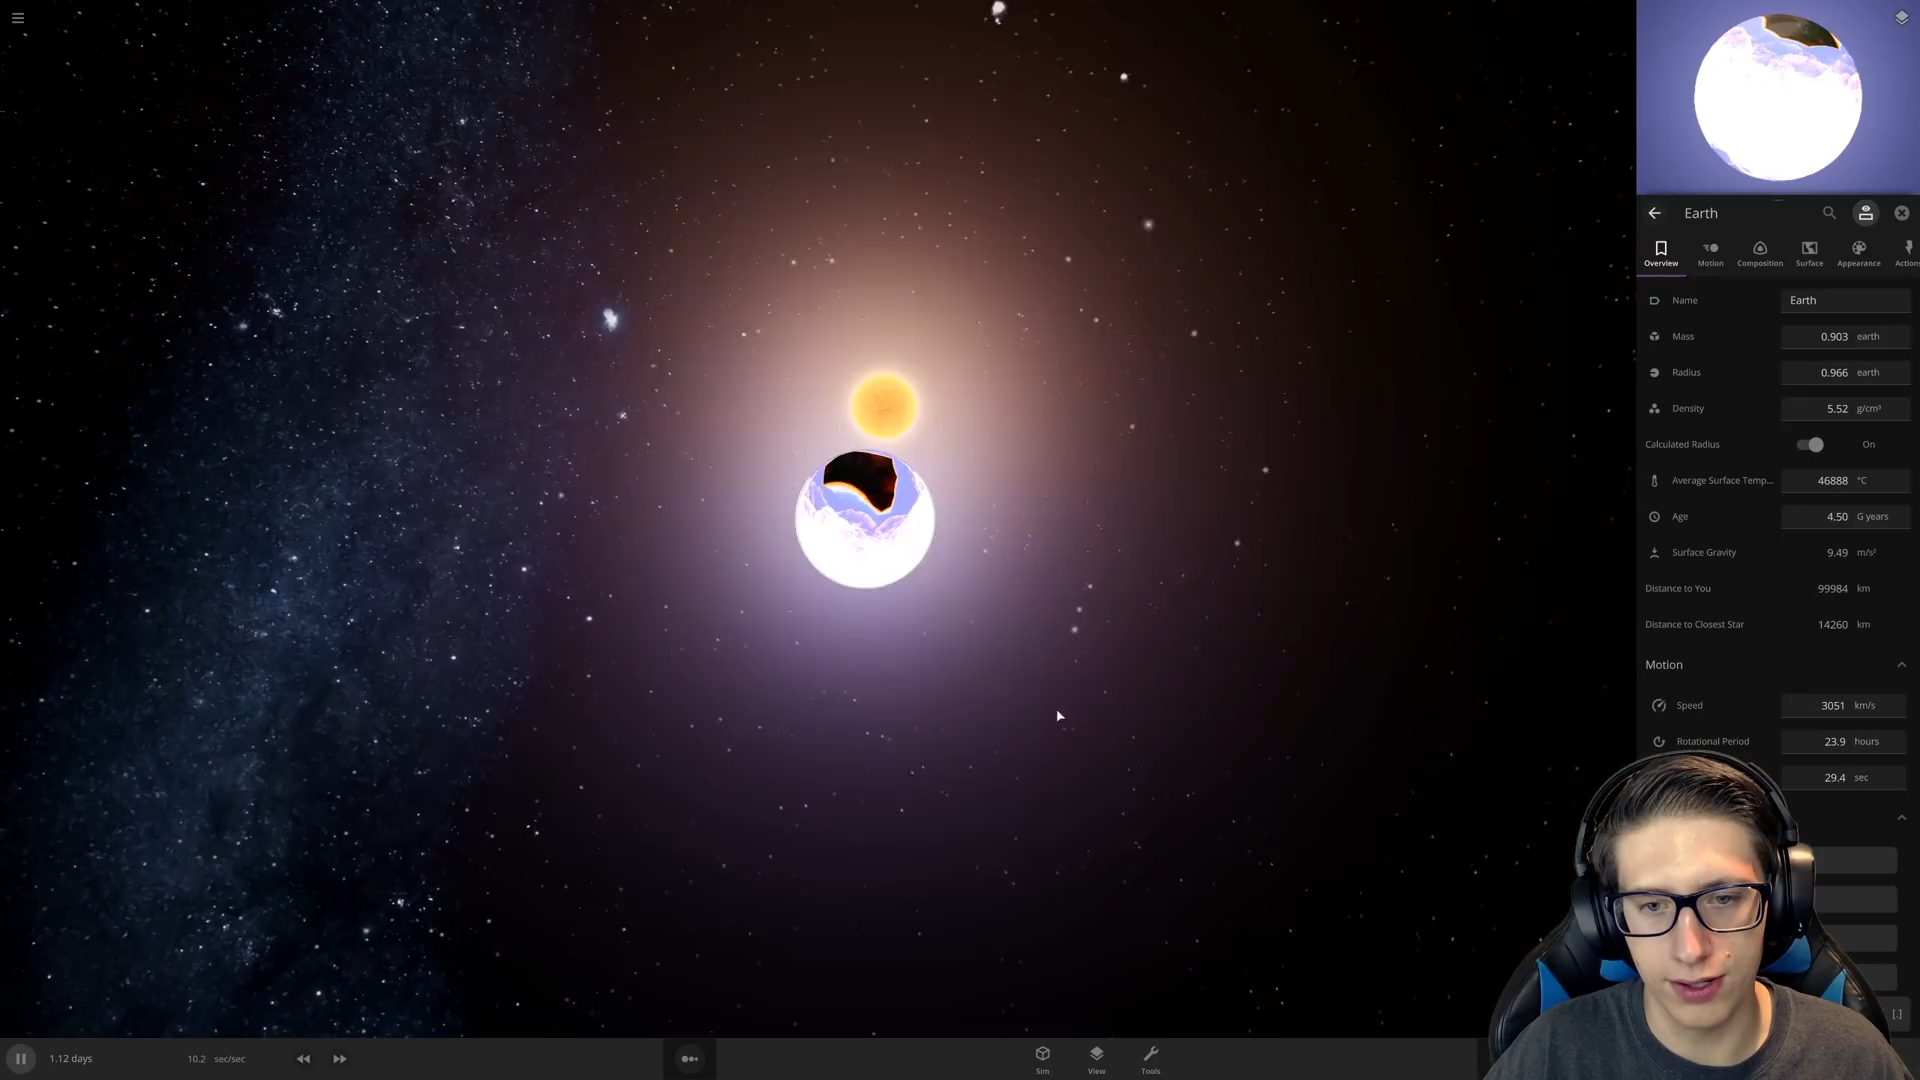 Earth
Overview Motion Composition Surface Appearance Actions
Name Earth
Mass 0.903 earth
Radius 0.966 earth
Density 5.52 g/cm³
Calculated Radius On
Average Surface Temp... 46888 °C
Age 4.50 G years
Surface Gravity 9.49 m/s²
Distance to You 99984 km
Distance to Closest Star 14260 km
Motion
Speed 3051 km/s
Rotational Period 23.9 hours
29.4 sec
[.]
1.12 days 10.2 sec/sec Sim View Tools